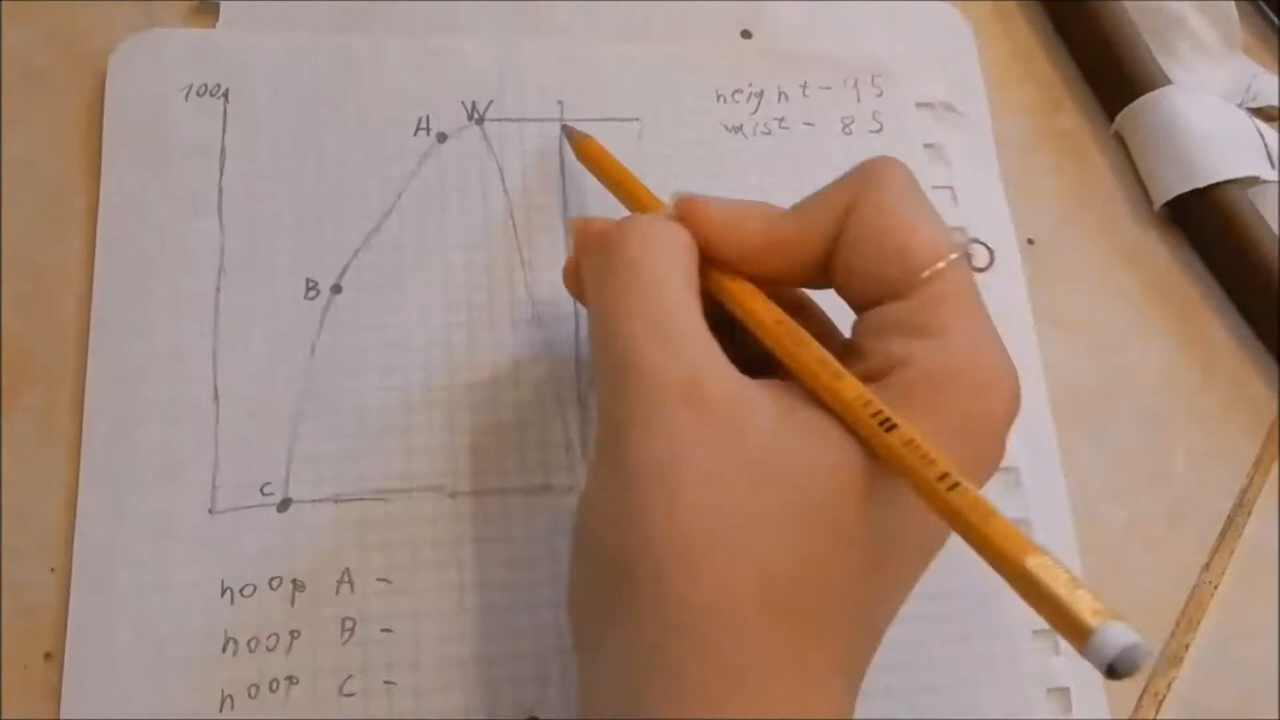 100
height - 95
waist - 85
W
A
B
C
hoop A -
hoop B -
hoop C -